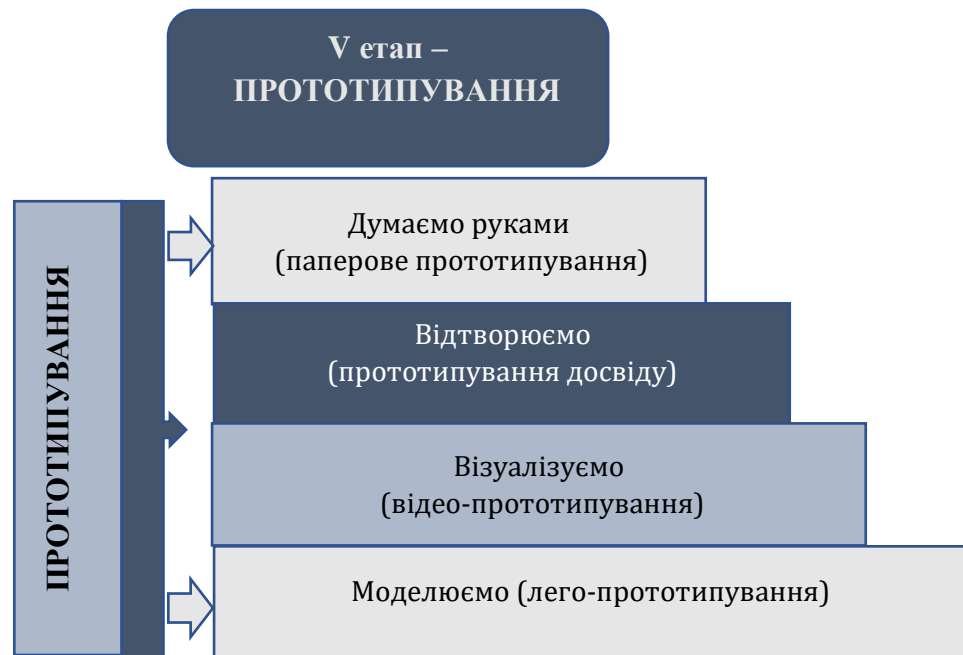 V етап –
ПРОТОТИПУВАННЯ
ПРОТОТИПУВАННЯ
Думаємо руками
(паперове прототипування)
Відтворюємо
(прототипування досвіду)
Візуалізуємо
(відео-прототипування)
Моделюємо (лего-прототипування)